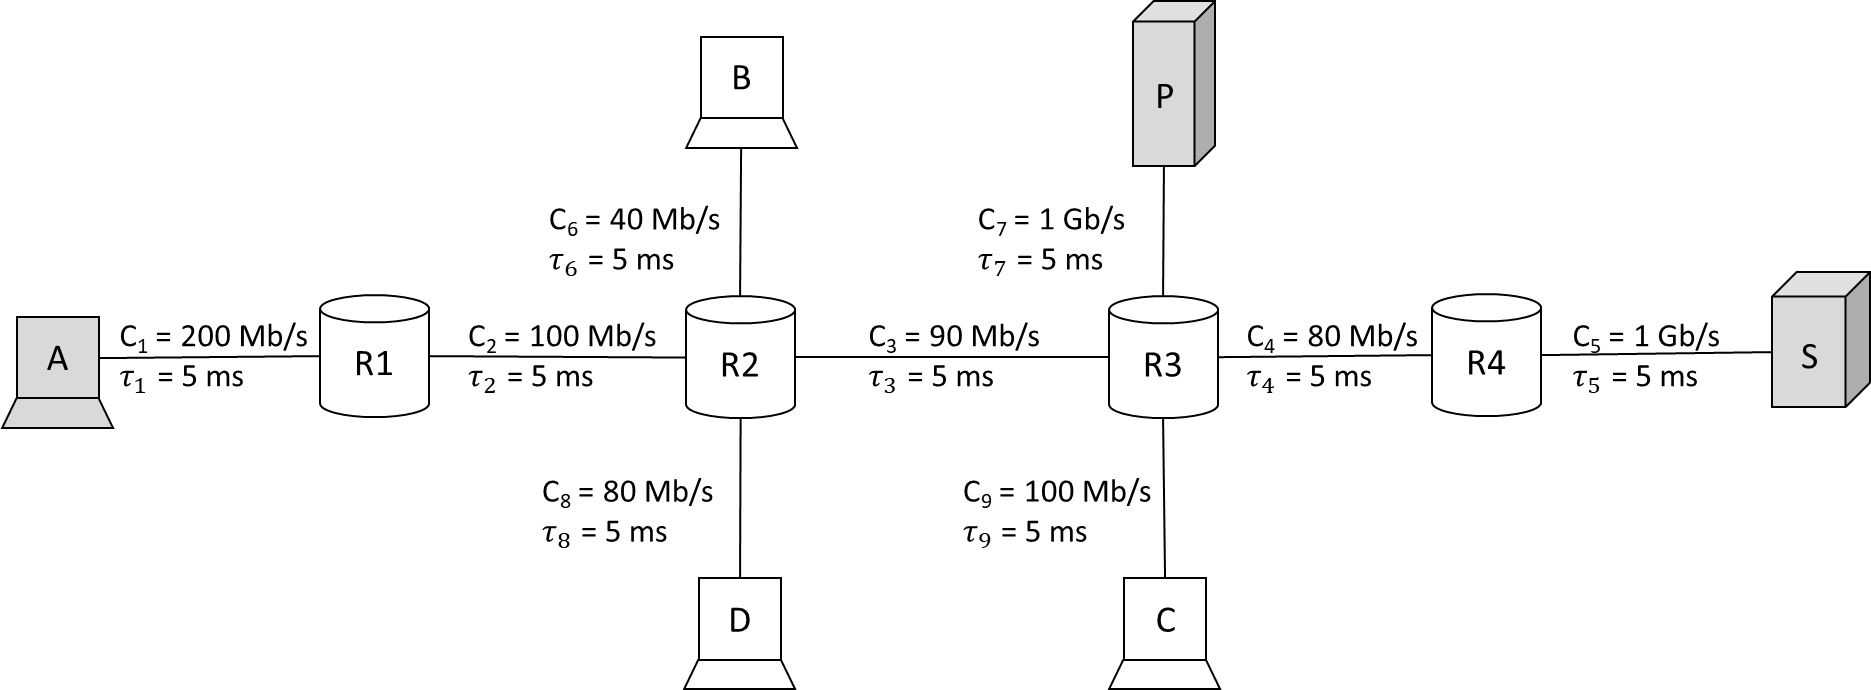 B
P
C6 = 40 Mb/s
τ6 = 5 ms
C7 = 1 Gb/s
τ7 = 5 ms
A
C1 = 200 Mb/s
τ1 = 5 ms
R1
C2 = 100 Mb/s
τ2 = 5 ms
R2
C3 = 90 Mb/s
τ3 = 5 ms
R3
C4 = 80 Mb/s
τ4 = 5 ms
R4
C5 = 1 Gb/s
τ5 = 5 ms
S
C8 = 80 Mb/s
τ8 = 5 ms
C9 = 100 Mb/s
τ9 = 5 ms
D
C